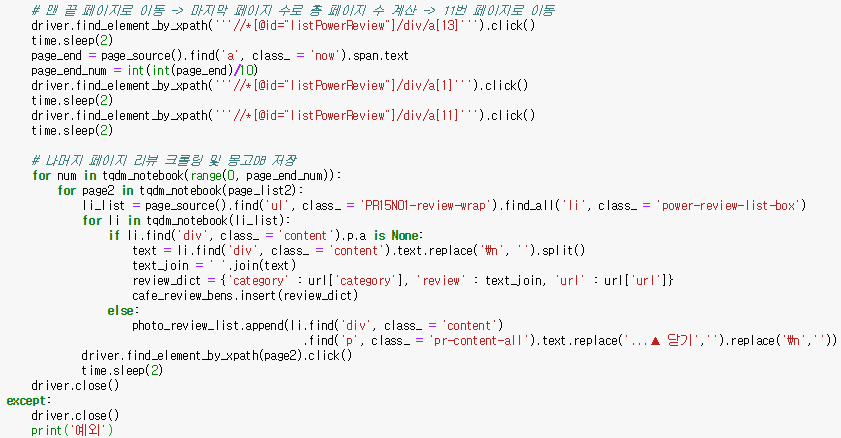 # 맨 끝 페이지로 이동 -> 마지막 페이지 수로 총 페이지 수 계산 -> 11번 페이지로 이동
driver.find_element_by_xpath('''//*[@id="listPowerReview"]/div/a[13]''').click()
time.sleep(2)
page_end = page_source().find('a', class_ = 'now').span.text
page_end_num = int(int(page_end)/10)
driver.find_element_by_xpath('''//*[@id="listPowerReview"]/div/a[1]''').click()
time.sleep(2)
driver.find_element_by_xpath('''//*[@id="listPowerReview"]/div/a[11]''').click()
time.sleep(2)
# 나머지 페이지 리뷰 크롤링 및 몽고DB 저장
for num in tqdm_notebook(range(0, page_end_num)):
for page2 in tqdm_notebook(page_list2):
li_list = page_source().find('ul', class_ = 'PR15N01-review-wrap').find_all('li', class_ = 'power-review-list-box')
for li in tqdm_notebook(li_list):
if li.find('div', class_ = 'content').p.a is None:
text = li.find('div', class_ = 'content').text.replace('₩n', '').split()
text_join = ' '.join(text)
review_dict = {'category' : url['category'], 'review' : text_join, 'url' : url['url']}
cafe_review_bens.insert(review_dict)
else:
photo_review_list.append(li.find('div', class_ = 'content')
.find('p', class_ = 'pr-content-all').text.replace('...▲ 닫기','').replace('₩n',''))
driver.find_element_by_xpath(page2).click()
time.sleep(2)
driver.close()
except:
driver.close()
print('예외')